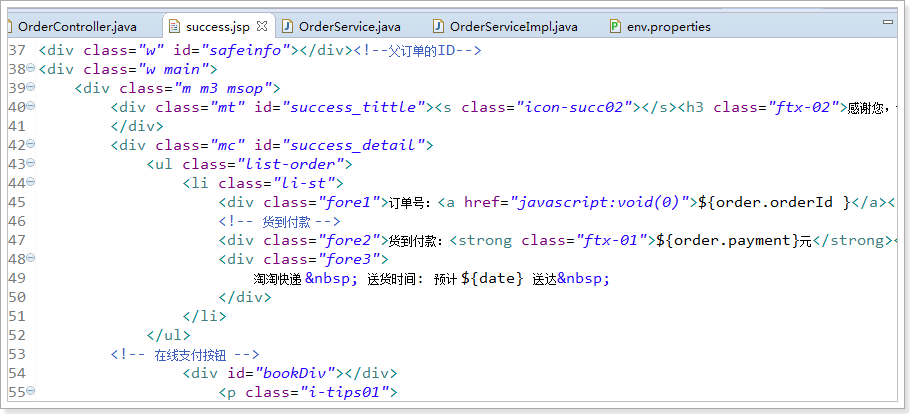 OrderController.java success.jsp OrderService.java OrderServiceImpl.java env.properties
37 <div class="w" id="safeinfo"></div><!--父订单的ID-->
38 <div class="w main">
39     <div class="m m3 msop">
40         <div class="mt" id="success_tittle"><s class="icon-succ02"></s><h3 class="ftx-02">感谢您，
41         </div>
42         <div class="mc" id="success_detail">
43             <ul class="list-order">
44                 <li class="li-st">
45                     <div class="fore1">订单号：<a href="javascript:void(0)">${order.orderId }</a><
46                     <!-- 货到付款 -->
47                     <div class="fore2">货到付款：<strong class="ftx-01">${order.payment}元</strong><
48                     <div class="fore3">
49                         淘淘快递 &nbsp; 送货时间: 预计 ${date} 送达&nbsp;
50                     </div>
51                 </li>
52             </ul>
53         <!-- 在线支付按钮 -->
54                 <div id="bookDiv"></div>
55                     <p class="i-tips01">